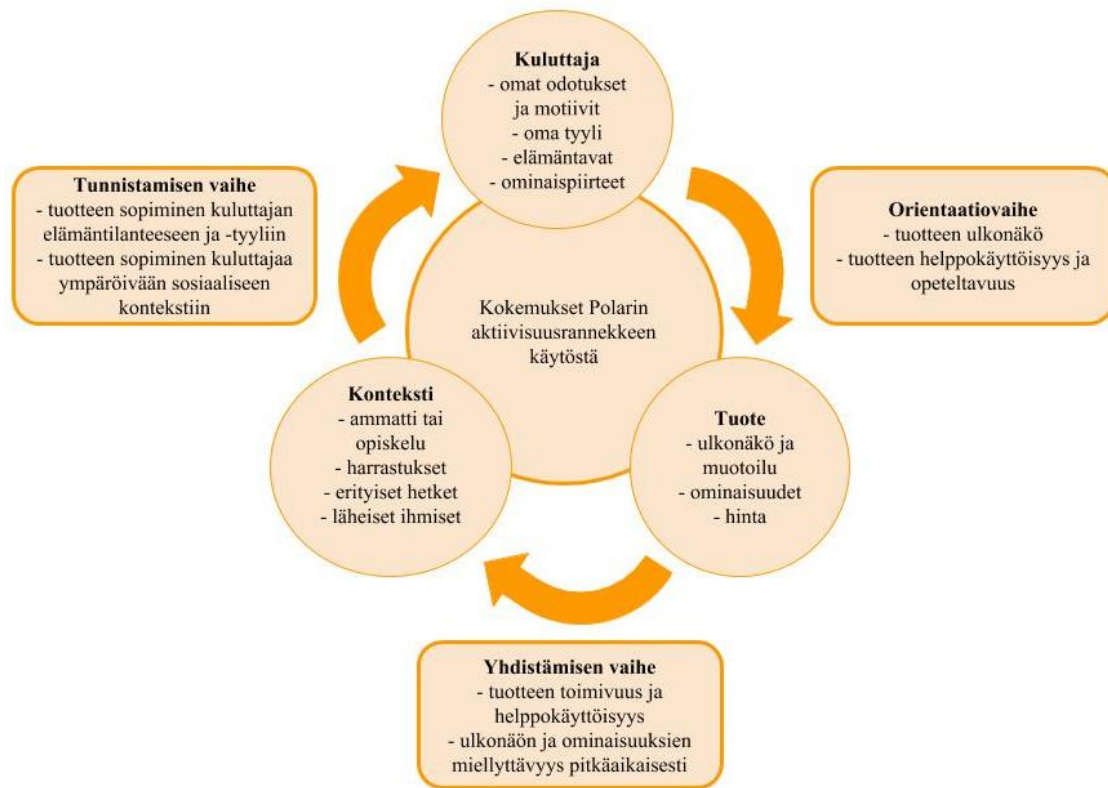 Kuluttaja
- omat odotukset
ja motiivit
- oma tyyli
- elämäntavat
- ominaispiirteet
Tunnistamisen vaihe
- tuotteen sopiminen kuluttajan
elämäntilanteeseen ja -tyyliin
- tuotteen sopiminen kuluttajaa
ympäröivään sosiaaliseen
kontekstiin
Orientaatiovaihe
- tuotteen ulkonäkö
- tuotteen helppokäyttöisyys ja
opeteltavuus
Kokemukset Polarin
aktiivisuusrannekkeen
käytöstä
Konteksti
- ammatti tai
opiskelu
- harrastukset
- erityiset hetket
- läheiset ihmiset
Tuote
- ulkonäkö ja
muotoilu
- ominaisuudet
- hinta
Yhdistämisen vaihe
- tuotteen toimivuus ja
helppokäyttöisyys
- ulkonäön ja ominaisuuksien
miellyttävyys pitkäaikaisesti